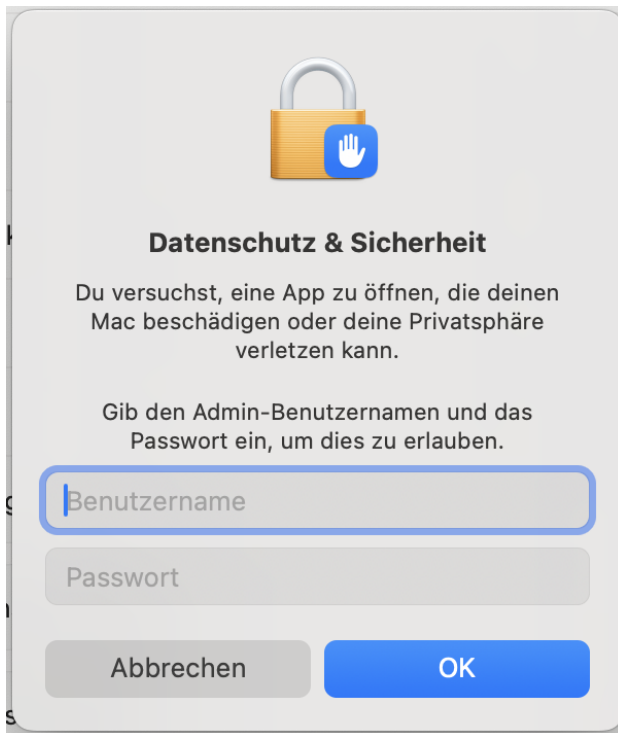 Datenschutz & Sicherheit
Du versuchst, eine App zu öffnen, die deinen
Mac beschädigen oder deine Privatsphäre
verletzen kann.
Gib den Admin-Benutzernamen und das
Passwort ein, um dies zu erlauben.
Benutzername
Passwort
Abbrechen
OK